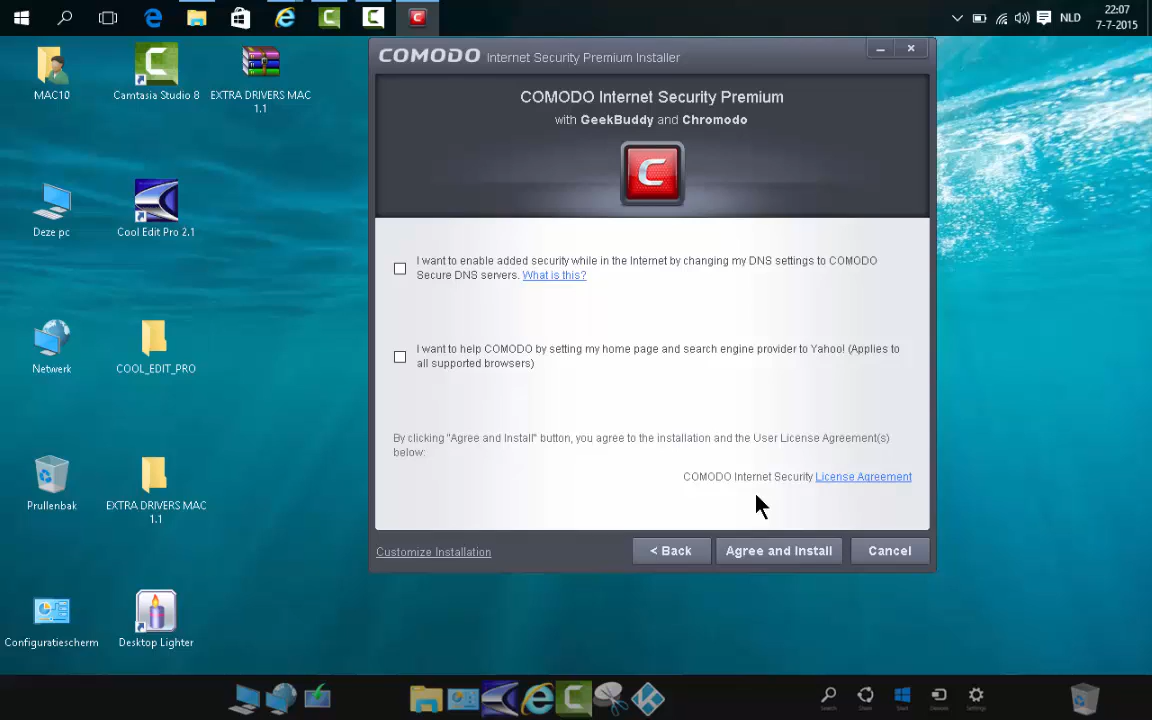 22:07
NLD
7-7-2015
MAC10
Camtasia Studio 8
EXTRA DRIVERS MAC
1.1
Deze pc
Cool Edit Pro 2.1
Netwerk
COOL_EDIT_PRO
Prullenbak
EXTRA DRIVERS MAC
1.1
Configuratiescherm
Desktop Lighter
COMODO Internet Security Premium Installer
COMODO Internet Security Premium
with GeekBuddy and Chromodo
I want to enable added security while in the Internet by changing my DNS settings to COMODO
Secure DNS servers. What is this?
I want to help COMODO by setting my home page and search engine provider to Yahoo! (Applies to
all supported browsers)
By clicking "Agree and Install" button, you agree to the installation and the User License Agreement(s)
below:
COMODO Internet Security License Agreement
Customize Installation
< Back
Agree and Install
Cancel
Search
Share
Start
Devices
Settings